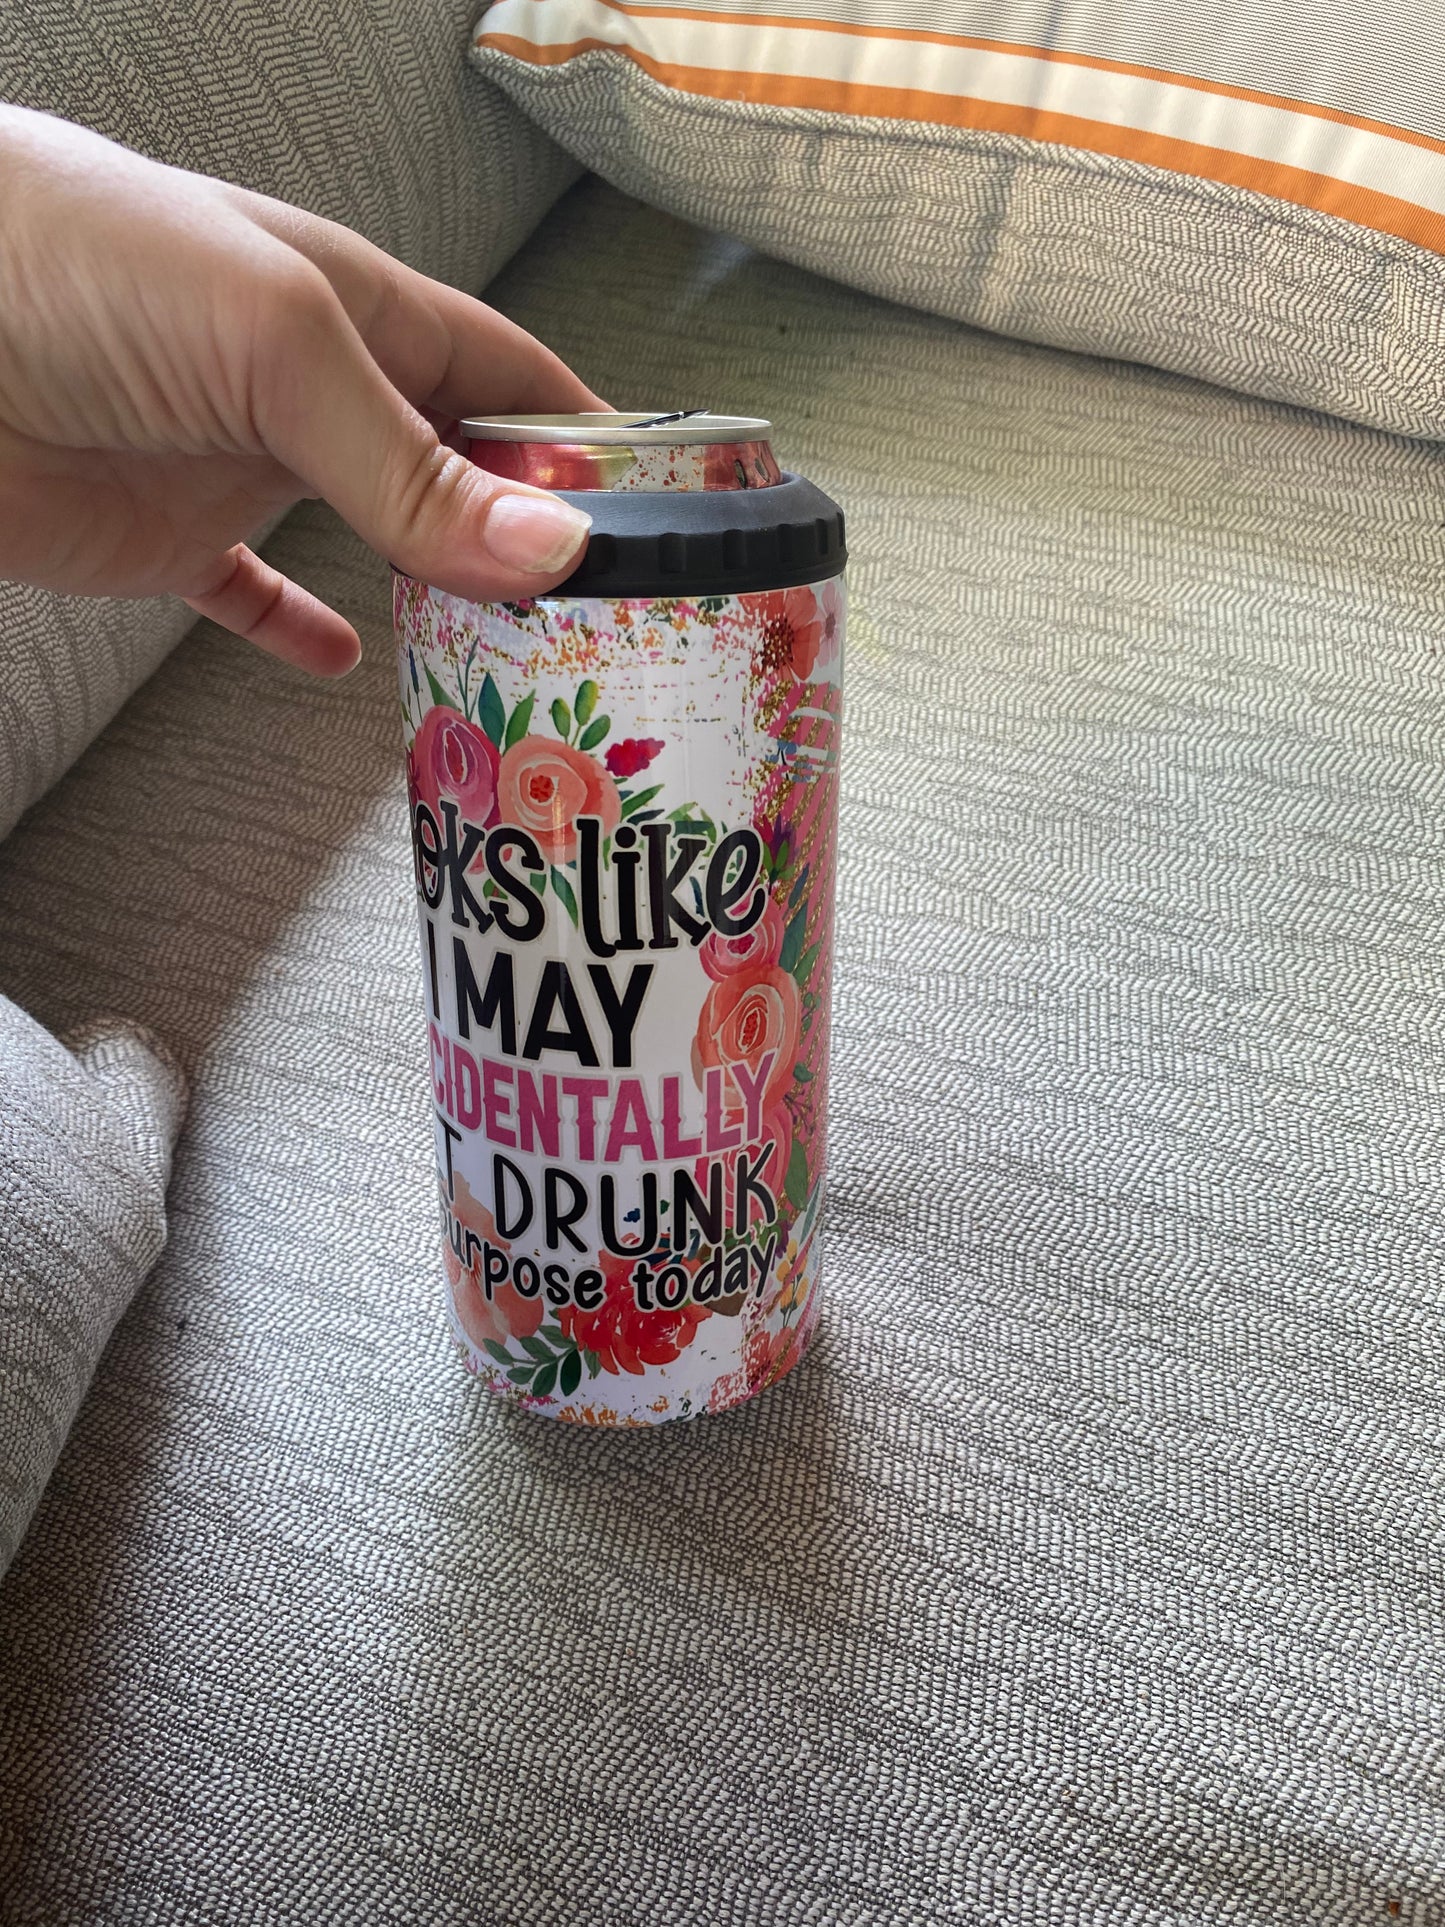 oks like
I MAY
CIDENTALLY
T DRUNK
urpose today